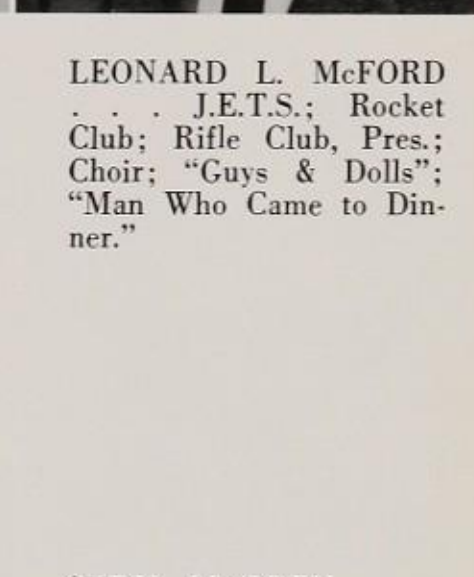 LEONARD L. McFORD
. . . J.E.T.S.; Rocket
Club; Rifle Club, Pres.;
Choir; “Guys & Dolls”;
“Man Who Came to Din-
ner.”